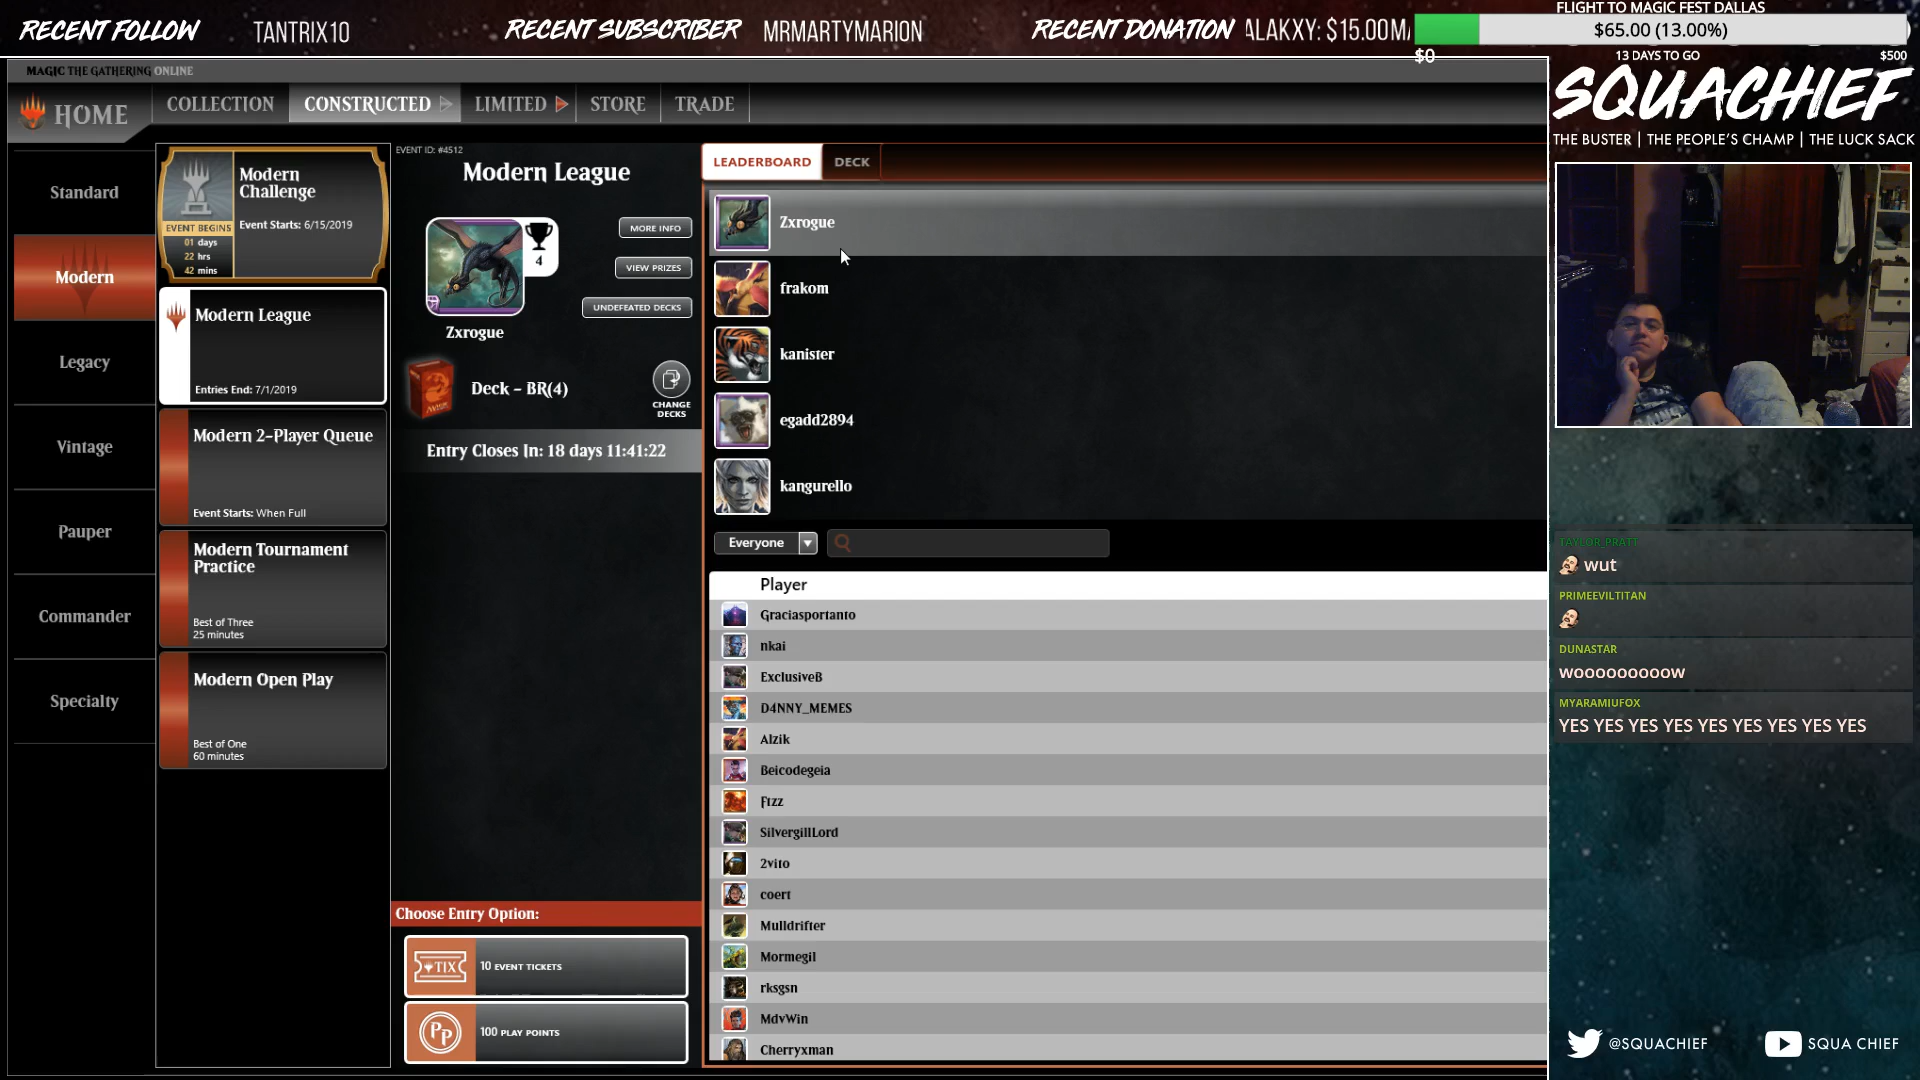 RECENT FOLLOW
TANTRIX10
RECENT SUBSCRIBER
MRMARTYMARION
RECENT DONATION
ALAKXY: $15.00
FLIGHT TO MAGIC FEST DALLAS
$65.00 (13.00%)
$0
13 DAYS TO GO
$500
MAGIC THE GATHERING ONLINE
HOME
COLLECTION
CONSTRUCTED
LIMITED
STORE
TRADE
SQUACHIEF
THE BUSTER | THE PEOPLE'S CHAMP | THE LUCK SACK
Standard
Modern
Legacy
Vintage
Pauper
Commander
Specialty
Modern
Challenge
Event Starts: 6/15/2019
EVENT BEGINS
01 days
22 hrs
42 mins
Modern League
Entries End: 7/1/2019
Modern 2-Player Queue
Event Starts: When Full
Modern Tournament
Practice
Best of Three
25 minutes
Modern Open Play
Best of One
60 minutes
EVENT ID: #4512
Modern League
4
MORE INFO
VIEW PRIZES
UNDEFEATED DECKS
Zxrogue
Deck - BR(4)
CHANGE
DECKS
Entry Closes In: 18 days 11:41:22
Choose Entry Option:
TIX
10 EVENT TICKETS
PP
100 PLAY POINTS
LEADERBOARD
DECK
Zxrogue
frakom
kanister
egadd2894
kangurello
Everyone
Player
Graciasportanto
nkai
ExclusiveB
D4NNY_MEMES
Alzik
Beicodegeia
Ftzz
SilvergillLord
2vito
coert
Mulldrifter
Mormegil
rksgsn
MdvWin
Cherryxman
TAYLOR_PRATT
wut
PRIMEEVILTITAN
DUNASTAR
woooooooow
MYARAMIUFOX
YES YES YES YES YES YES YES YES YES
@SQUACHIEF
SQUA CHIEF